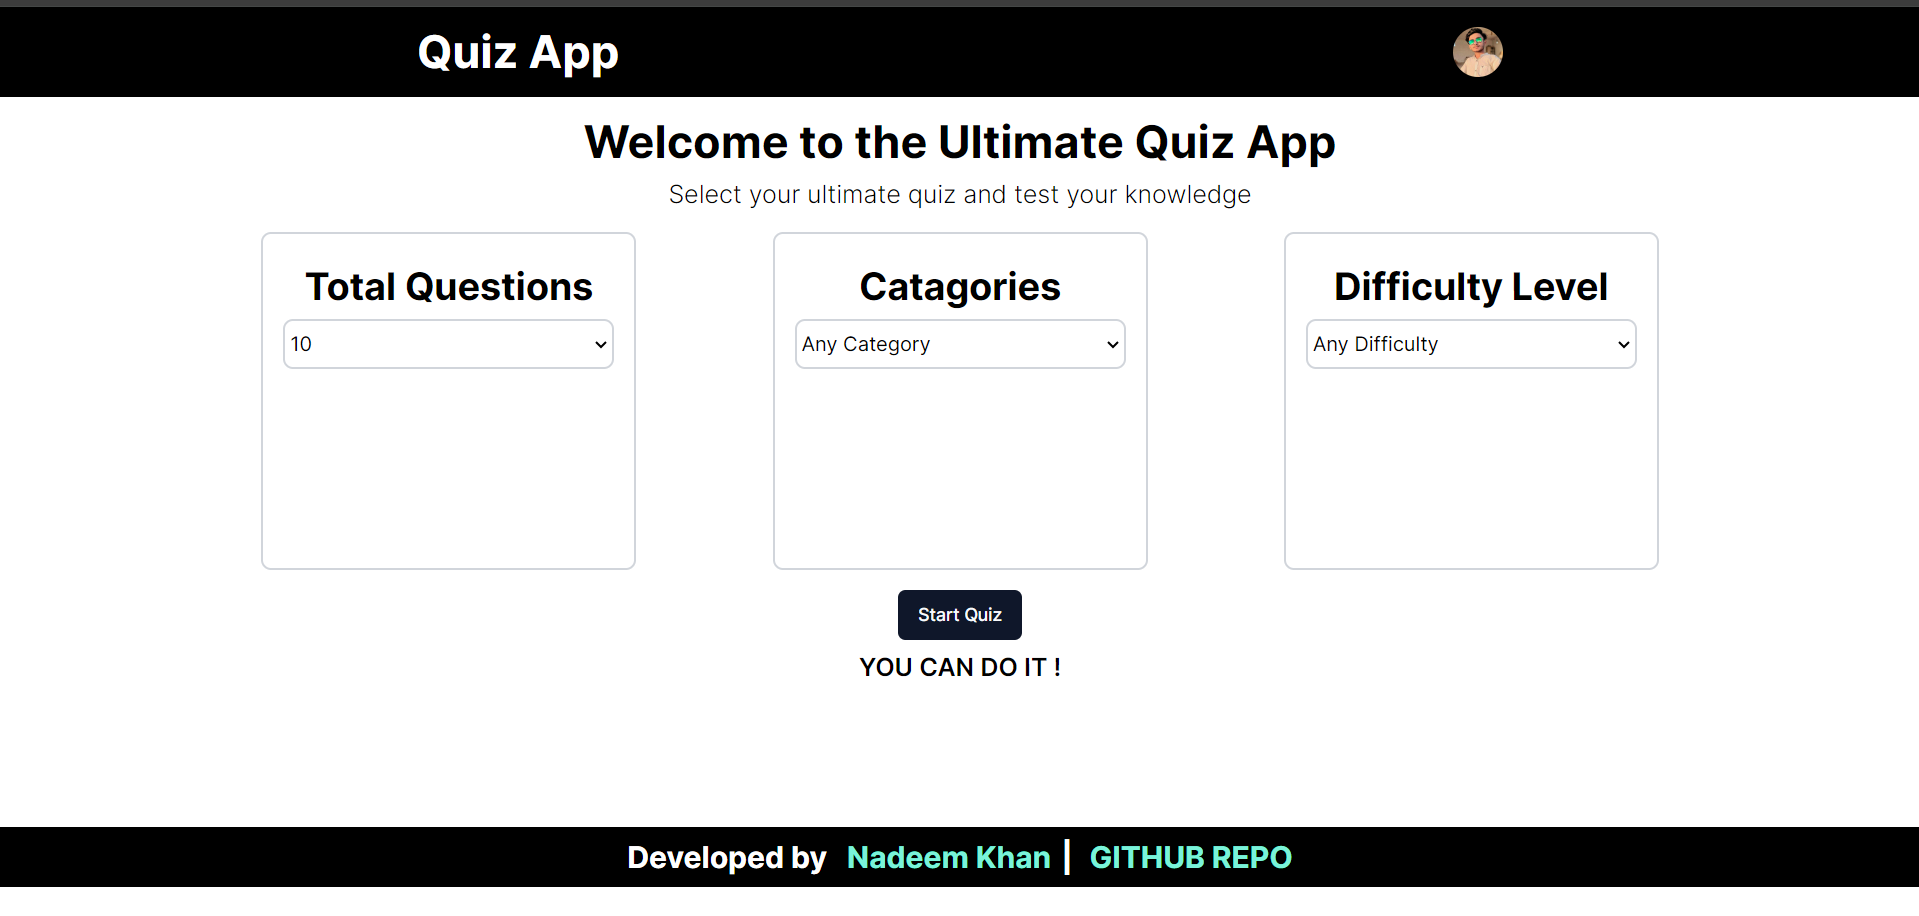 Quiz App
Welcome to the Ultimate Quiz App
Select your ultimate quiz and test your knowledge
Total Questions
10
Catagories
Any Category
Difficulty Level
Any Difficulty
Start Quiz
YOU CAN DO IT !
Developed by Nadeem Khan | GITHUB REPO